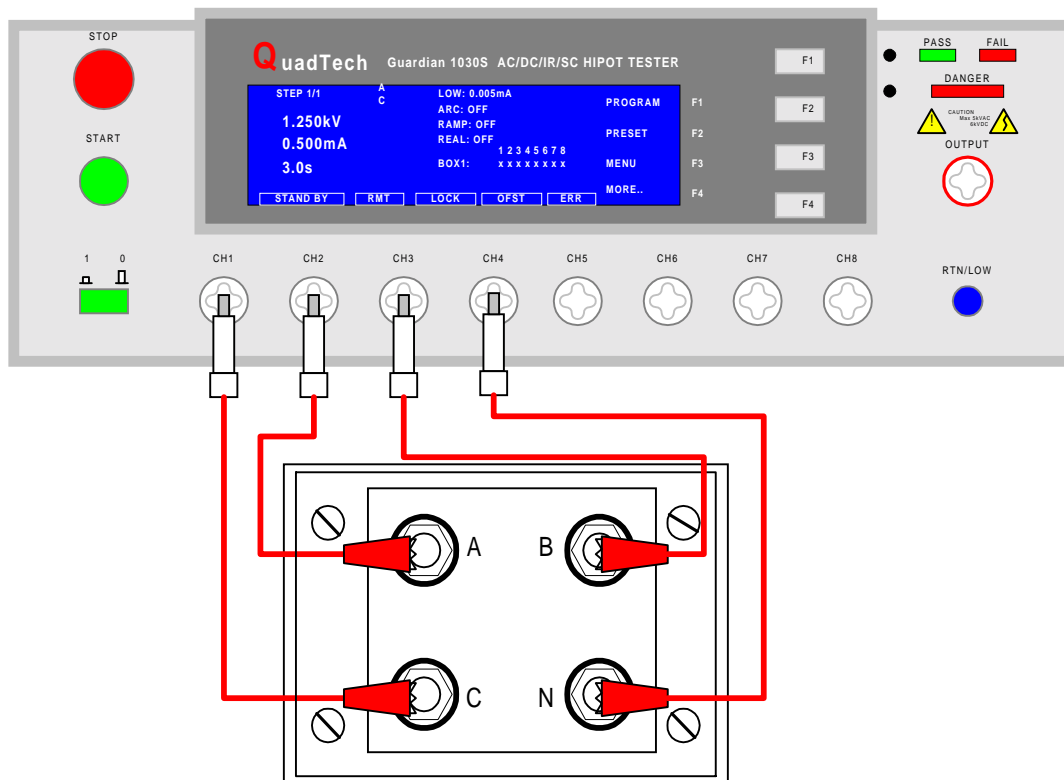 STOP
START
1 0
QuadTech Guardian 1030S AC/DC/IR/SC HIPOT TESTER
STEP 1/1
A
C
1.250kV
0.500mA
3.0s
LOW: 0.005mA
ARC: OFF
RAMP: OFF
REAL: OFF
1 2 3 4 5 6 7 8
BOX1: x x x x x x x x
PROGRAM F1
PRESET F2
MENU F3
MORE.. F4
STAND BY RMT LOCK OFST ERR
F1
F2
F3
F4
PASS FAIL
DANGER
CAUTION
Max 5kVAC
6kVDC
OUTPUT
RTN/LOW
CH1 CH2 CH3 CH4 CH5 CH6 CH7 CH8
A B
C N